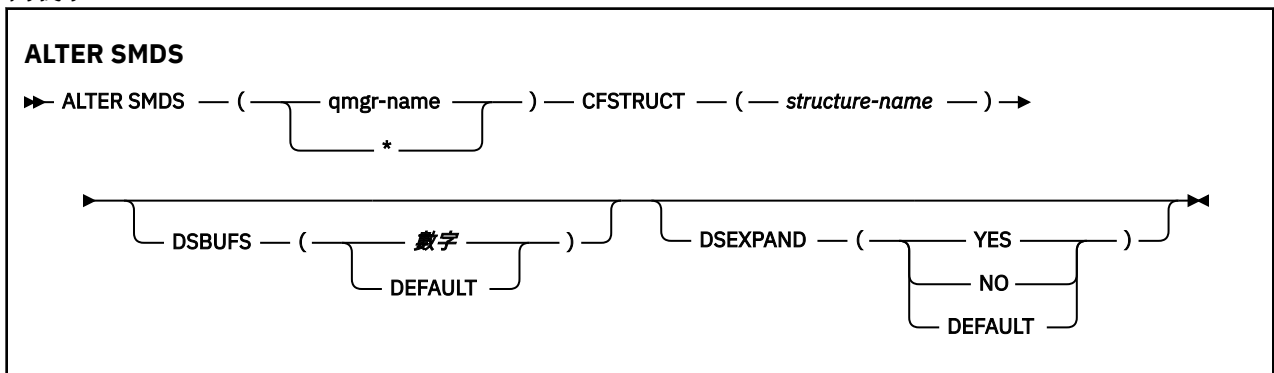 ALTER SMDS
ALTER SMDS ( qmgr-name ) CFSTRUCT ( structure-name )
*
DSBUFS ( 數字 ) DSEXPAND ( YES )
DEFAULT NO
DEFAULT